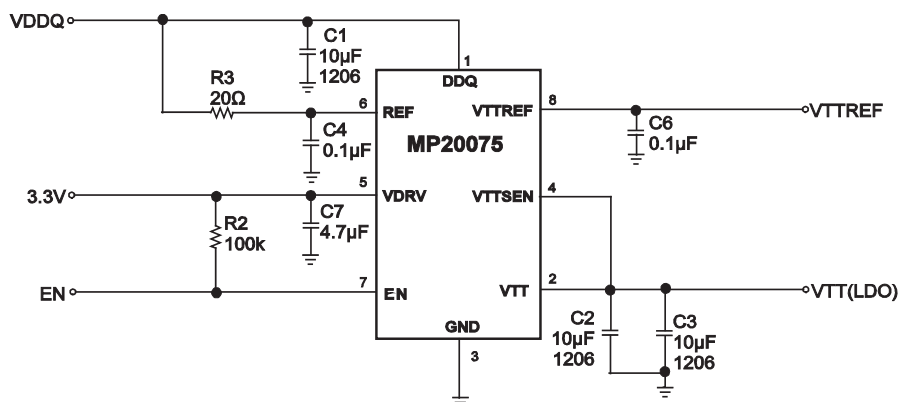 VDDQ
C1
10µF
1206
1
DDQ
R3
20Ω
6
REF
VTTREF
8
VTTREF
C4
0.1µF
MP20075
C6
0.1µF
3.3V
5
VDRV
VTTSEN
4
R2
100k
C7
4.7µF
EN
7
EN
VTT
2
VTT(LDO)
GND
3
C2
10µF
1206
C3
10µF
1206